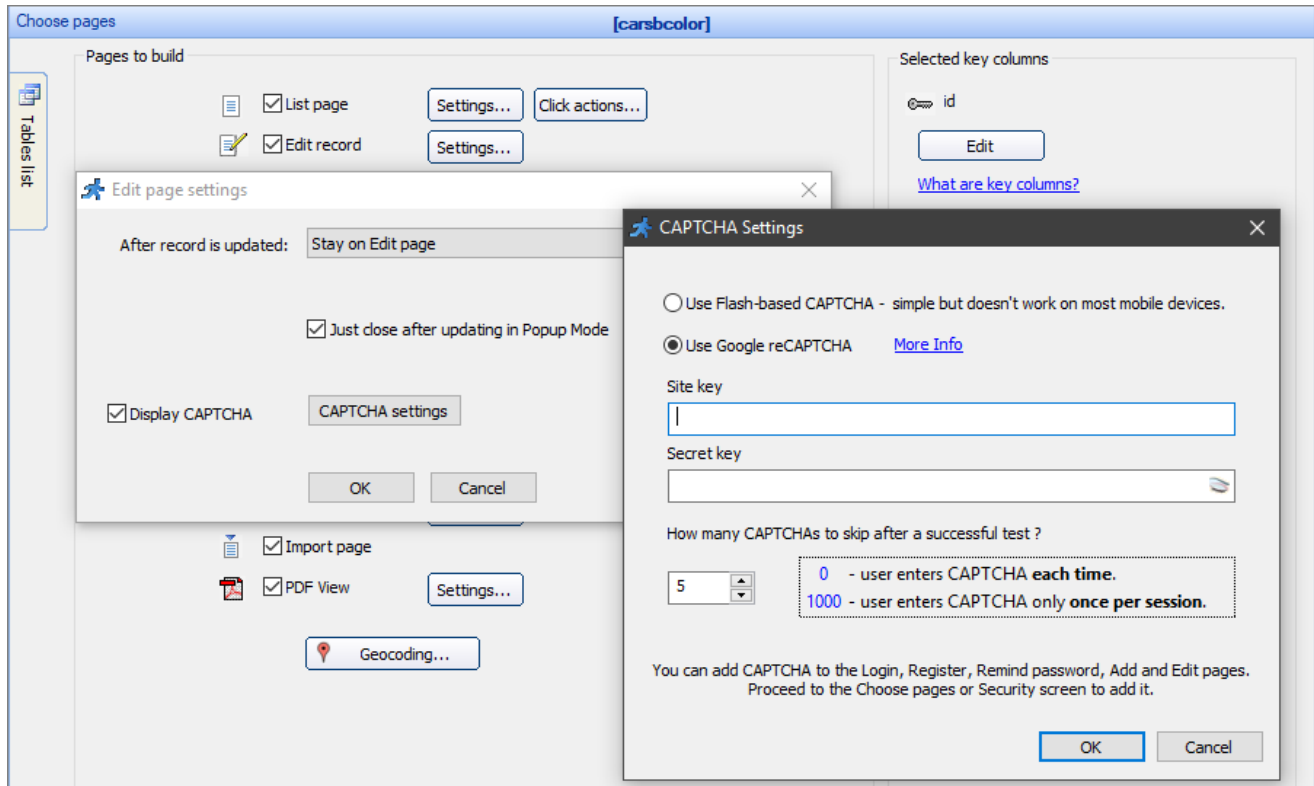 Choose pages
[carsbcolor]
Tables list
Pages to build
List page
Settings...
Click actions...
Edit record
Settings...
Selected key columns
id
Edit
What are key columns?
Edit page settings
After record is updated:
Stay on Edit page
Just close after updating in Popup Mode
Display CAPTCHA
CAPTCHA settings
OK
Cancel
Import page
PDF View
Settings...
Geocoding...
CAPTCHA Settings
Use Flash-based CAPTCHA - simple but doesn't work on most mobile devices.
Use Google reCAPTCHA
More Info
Site key
Secret key
How many CAPTCHAs to skip after a successful test ?
5
0 - user enters CAPTCHA each time.
1000 - user enters CAPTCHA only once per session.
You can add CAPTCHA to the Login, Register, Remind password, Add and Edit pages.
Proceed to the Choose pages or Security screen to add it.
OK
Cancel